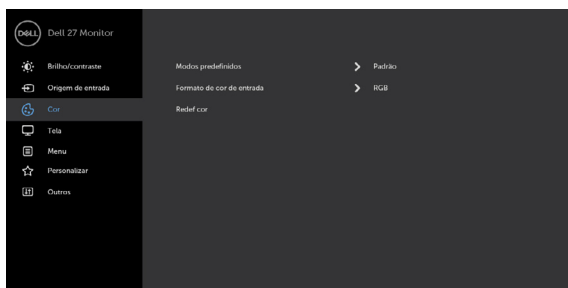 DELL Dell 27 Monitor
Brilho/contraste Modos predefinidos Padrão
Origem de entrada Formato de cor de entrada RGB
Cor Redef cor
Tela
Menu
Personalizar
Outros